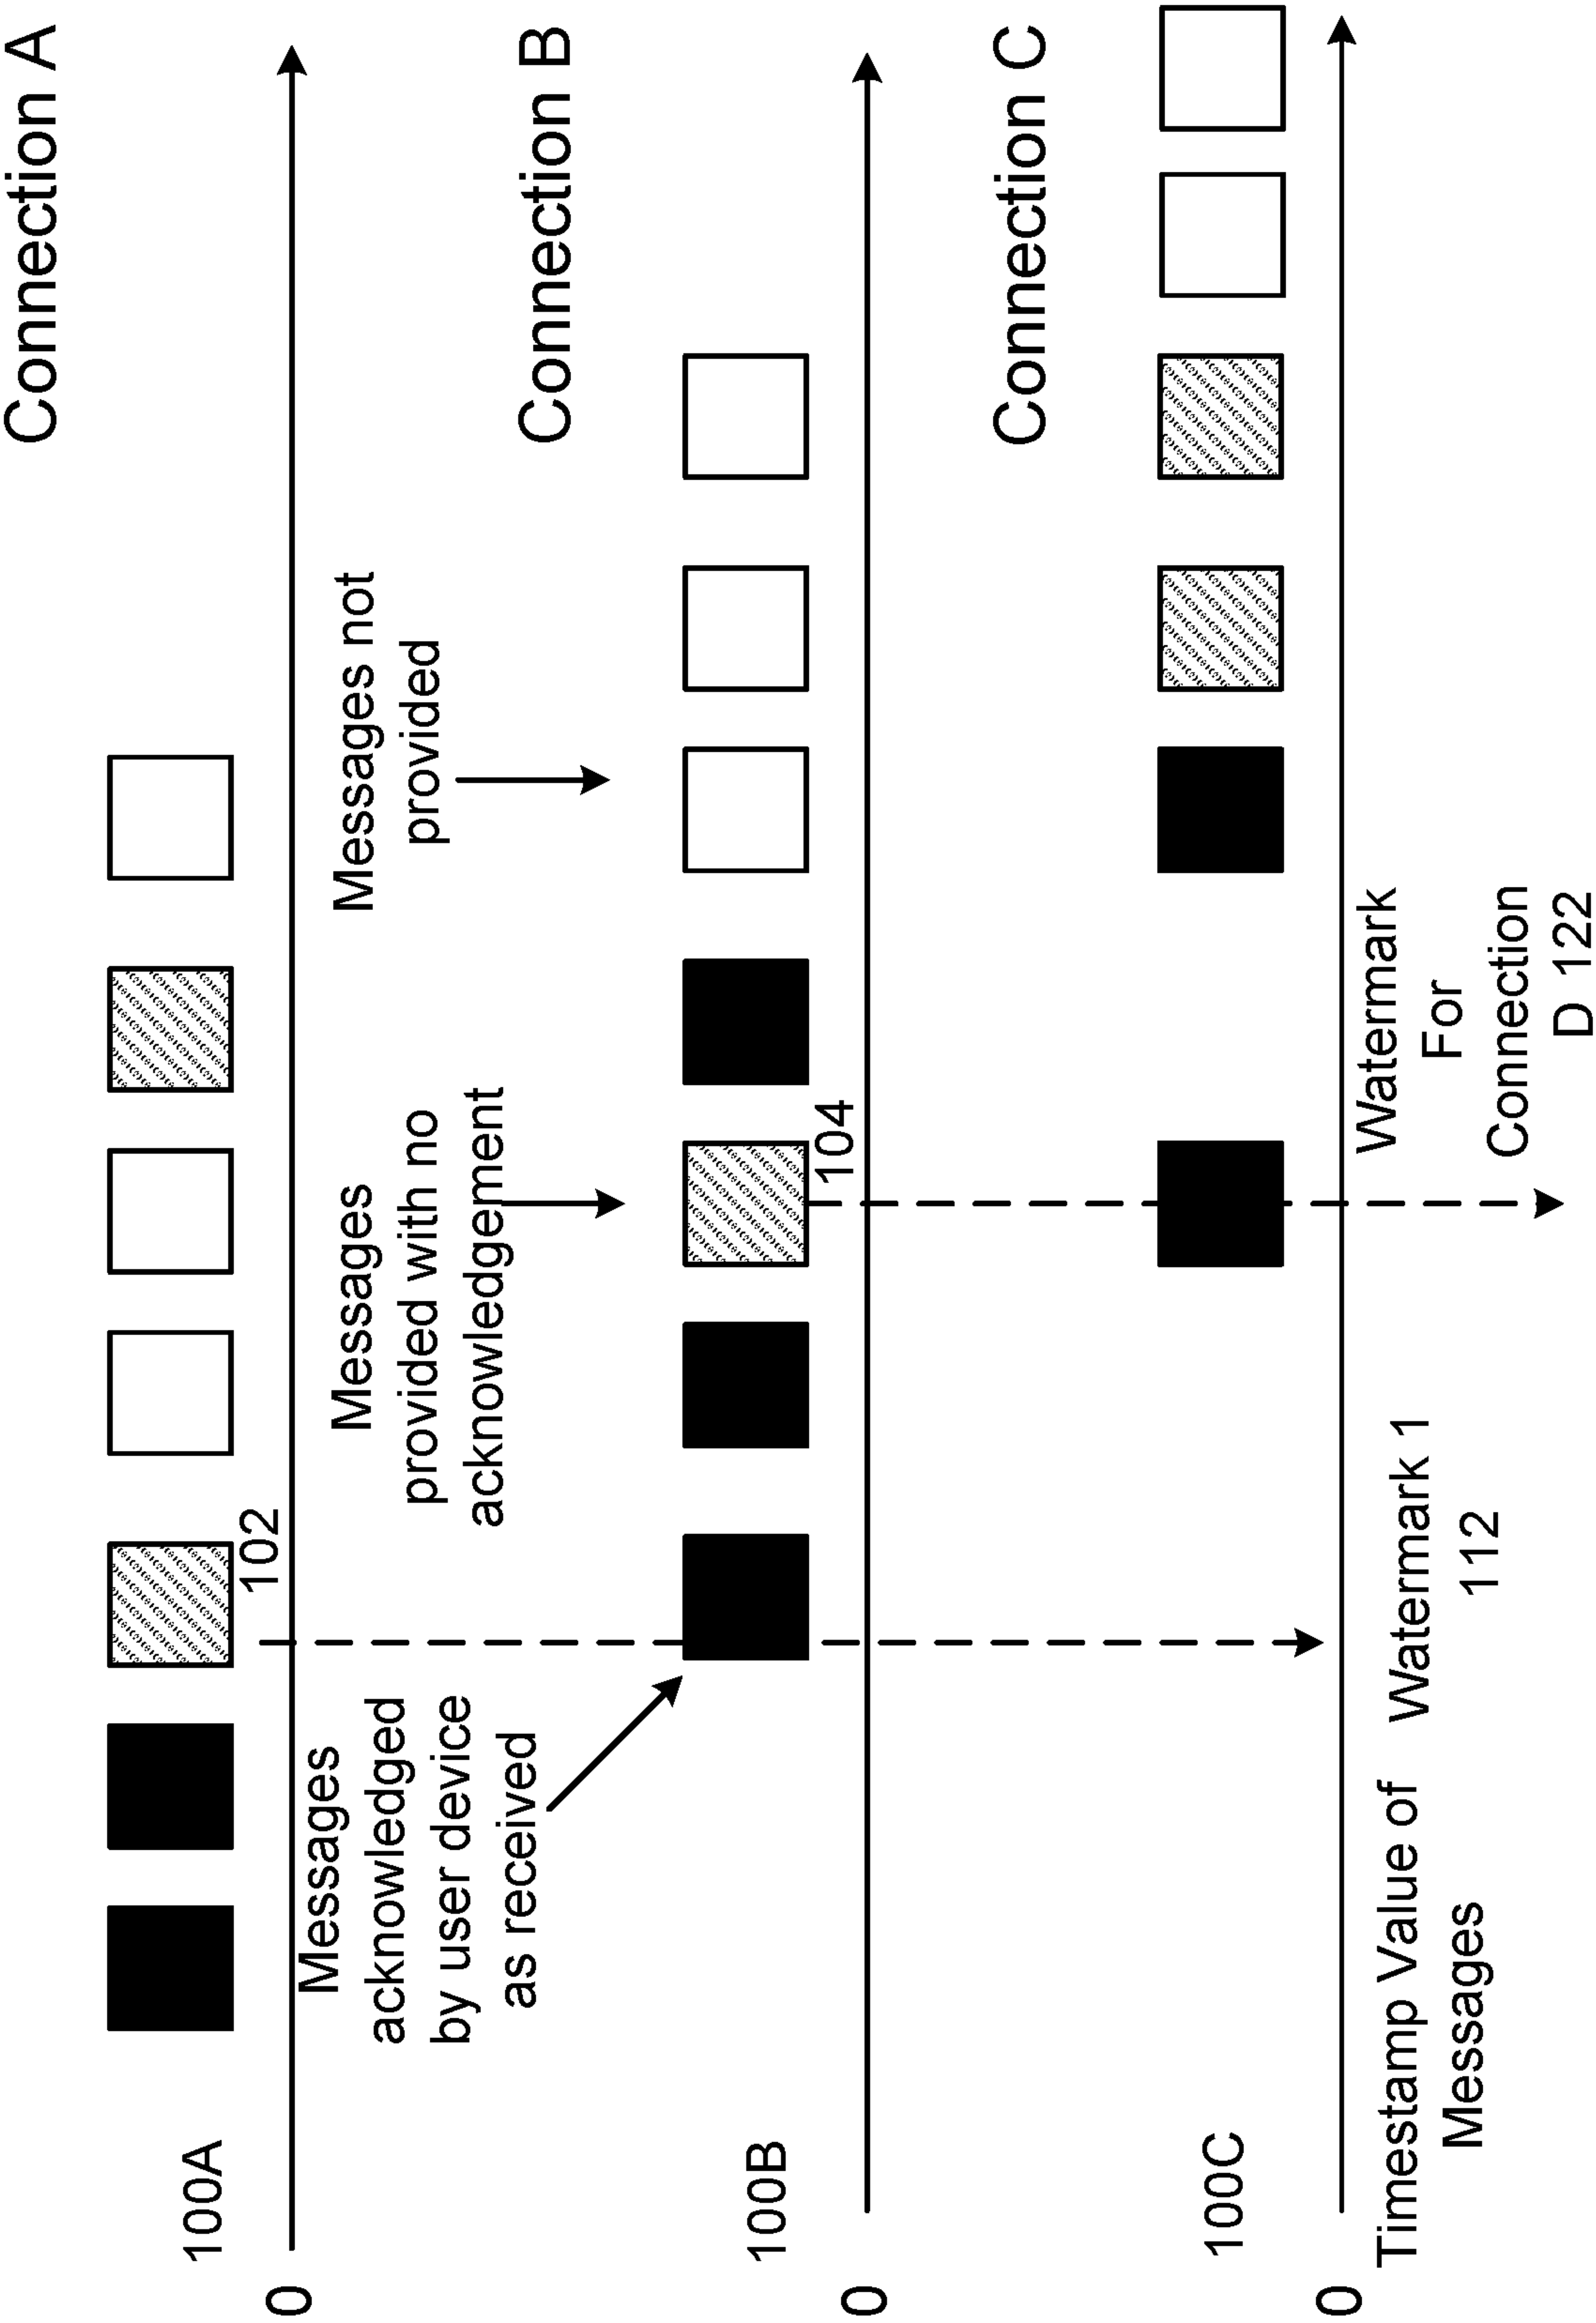 Connection A
100A
102
0
Messages
acknowledged
by user device
as received
Messages
provided with no
acknowledgement
Messages not
provided
Connection B
100B
104
0
Connection C
100C
0
Timestamp Value of
Messages
Watermark 1
112
Watermark
For
Connection
D 122